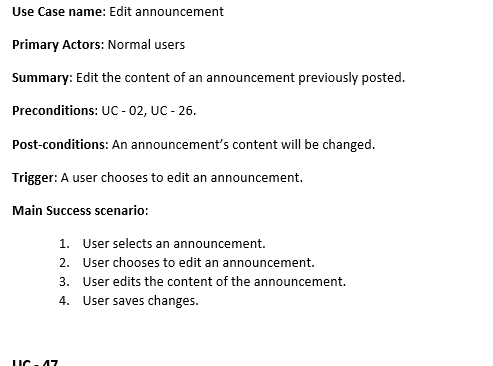 Use Case name: Edit announcement
Primary Actors: Normal users
Summary: Edit the content of an announcement previously posted.
Preconditions: UC - 02, UC - 26.
Post-conditions: An announcement’s content will be changed.
Trigger: A user chooses to edit an announcement.
Main Success scenario:
1. User selects an announcement.
2. User chooses to edit an announcement.
3. User edits the content of the announcement.
4. User saves changes.
UC - 47